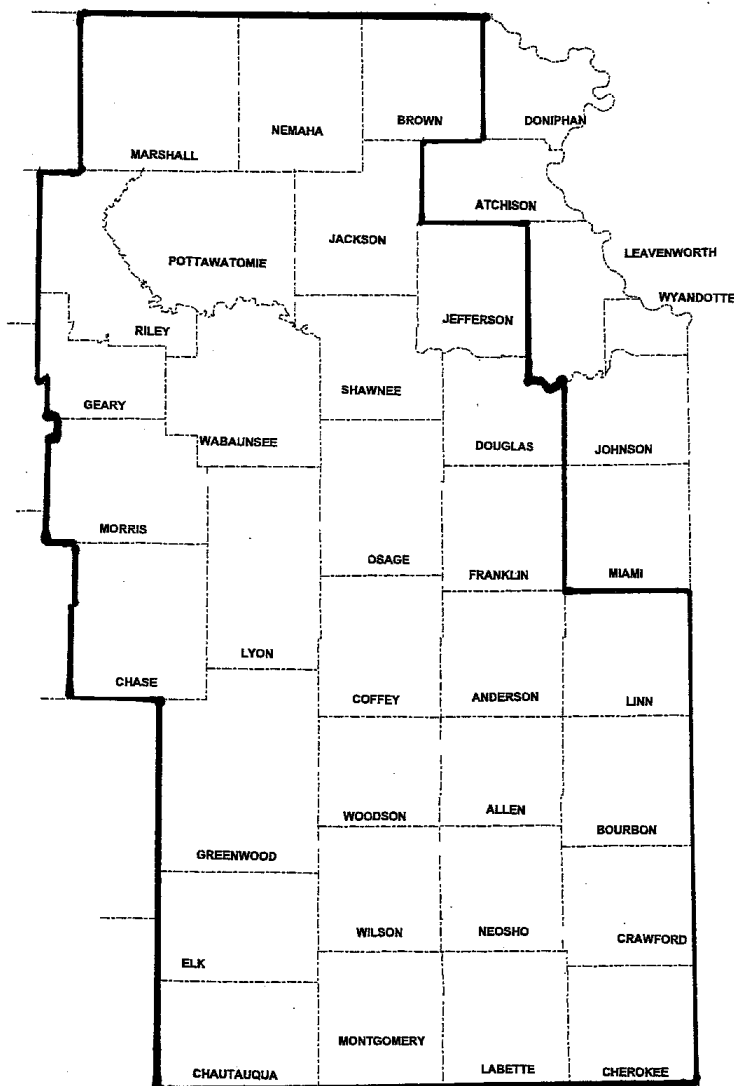 BROWN
DONIPHAN
NEMAHA
MARSHALL
ATCHISON
JACKSON
LEAVENWORTH
POTTAWATOMIE
WYANDOTTE
JEFFERSON
RILEY
SHAWNEE
GEARY
WABAUNSEE
DOUGLAS
JOHNSON
MORRIS
OSAGE
FRANKLIN
MIAMI
LYON
CHASE
COFFEY
ANDERSON
LINN
ALLEN
WOODSON
BOURBON
GREENWOOD
WILSON
NEOSHO
CRAWFORD
ELK
MONTGOMERY
LABETTE
CHEROKEE
CHAUTAUQUA